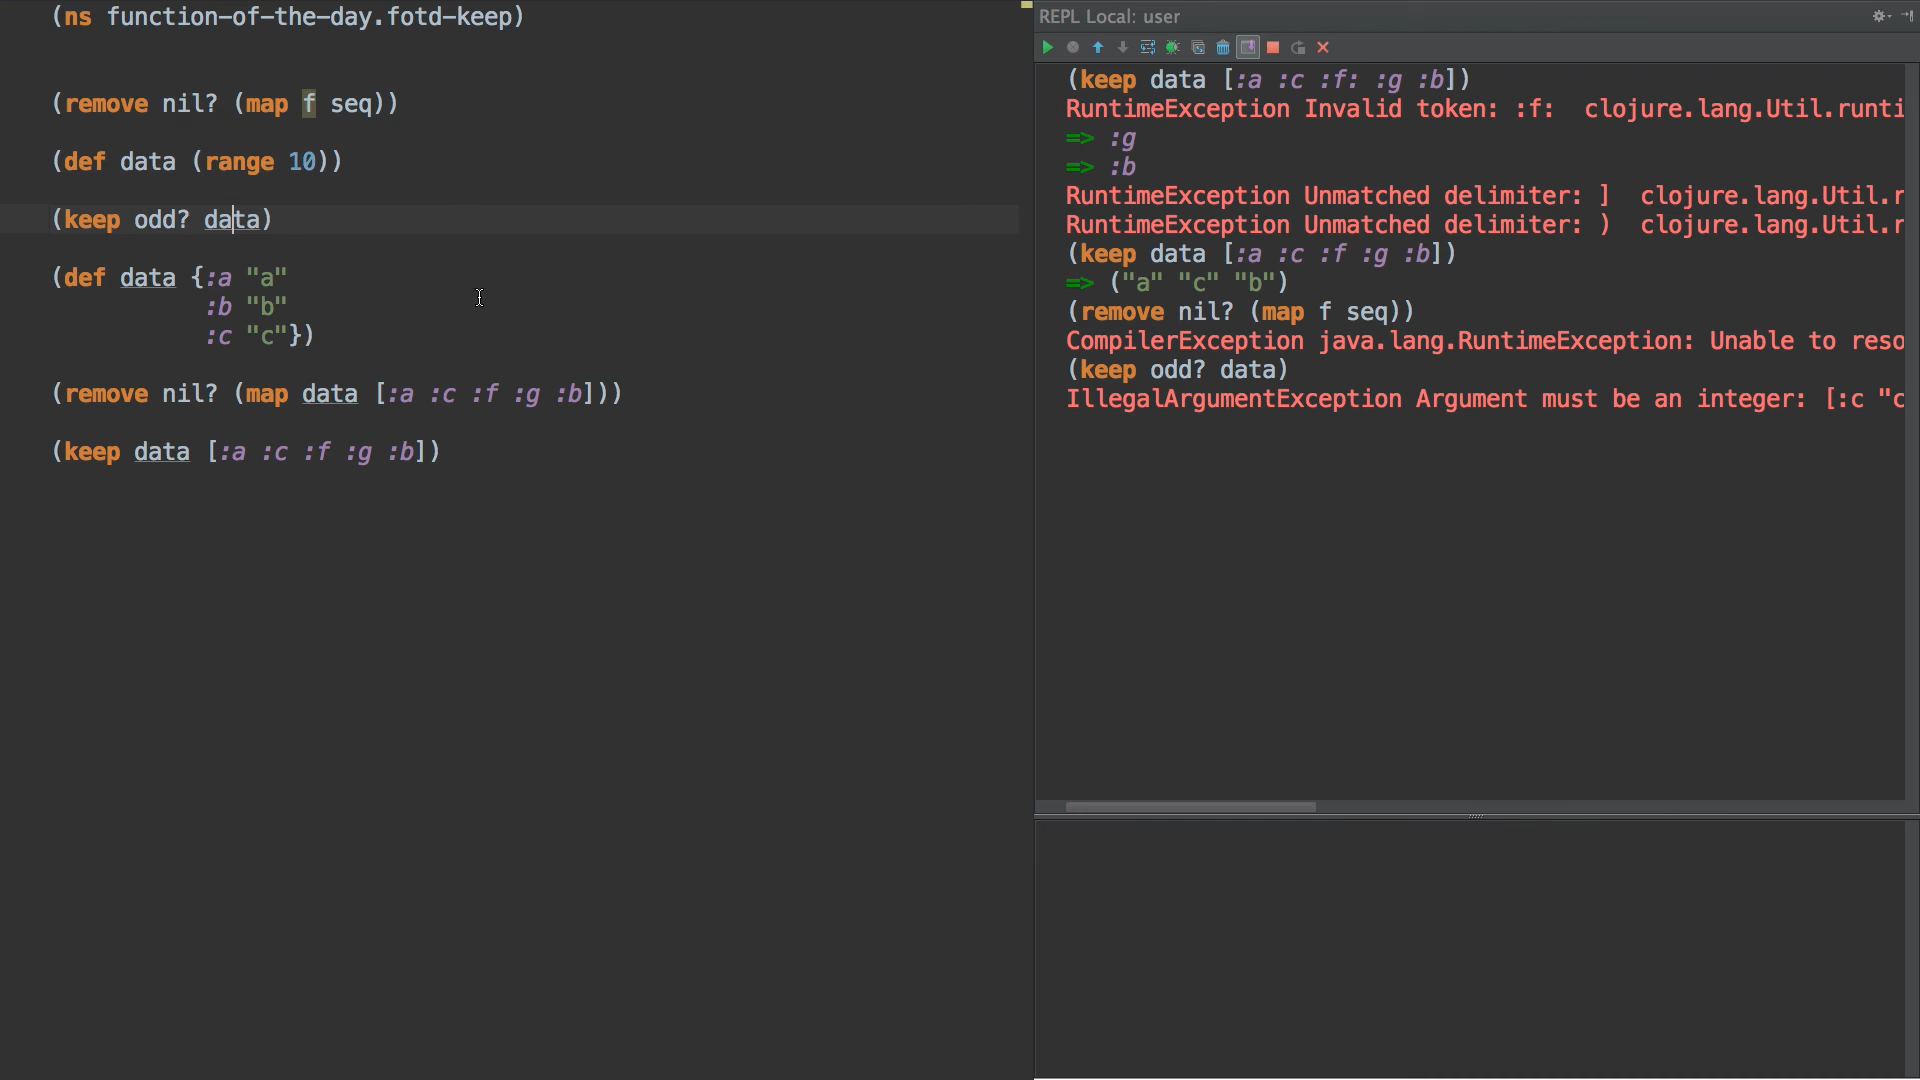 (ns function-of-the-day.fotd-keep)
(remove nil? (map f seq))
(def data (range 10))
(keep odd? data)
(def data {:a "a"
:b "b"
:c "c"})
(remove nil? (map data [:a :c :f :g :b]))
(keep data [:a :c :f :g :b])
REPL Local: user
(keep data [:a :c :f: :g :b])
RuntimeException Invalid token: :f:  clojure.lang.Util.runti
=> :g
=> :b
RuntimeException Unmatched delimiter: ]  clojure.lang.Util.r
RuntimeException Unmatched delimiter: )  clojure.lang.Util.r
(keep data [:a :c :f :g :b])
=> ("a" "c" "b")
(remove nil? (map f seq))
CompilerException java.lang.RuntimeException: Unable to reso
(keep odd? data)
IllegalArgumentException Argument must be an integer: [:c "c